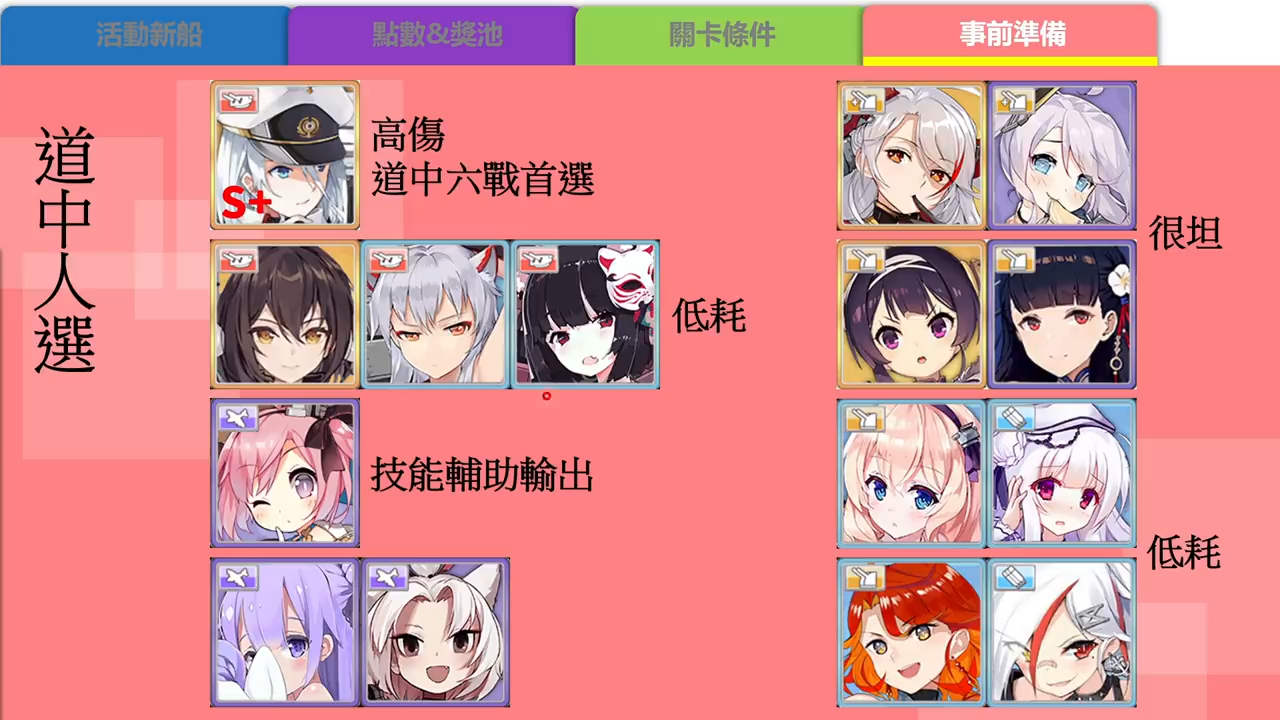 活動新船
點數&獎池
關卡條件
事前準備
道中人選
S+
高傷
道中六戰首選
低耗
技能輔助輸出
很坦
低耗